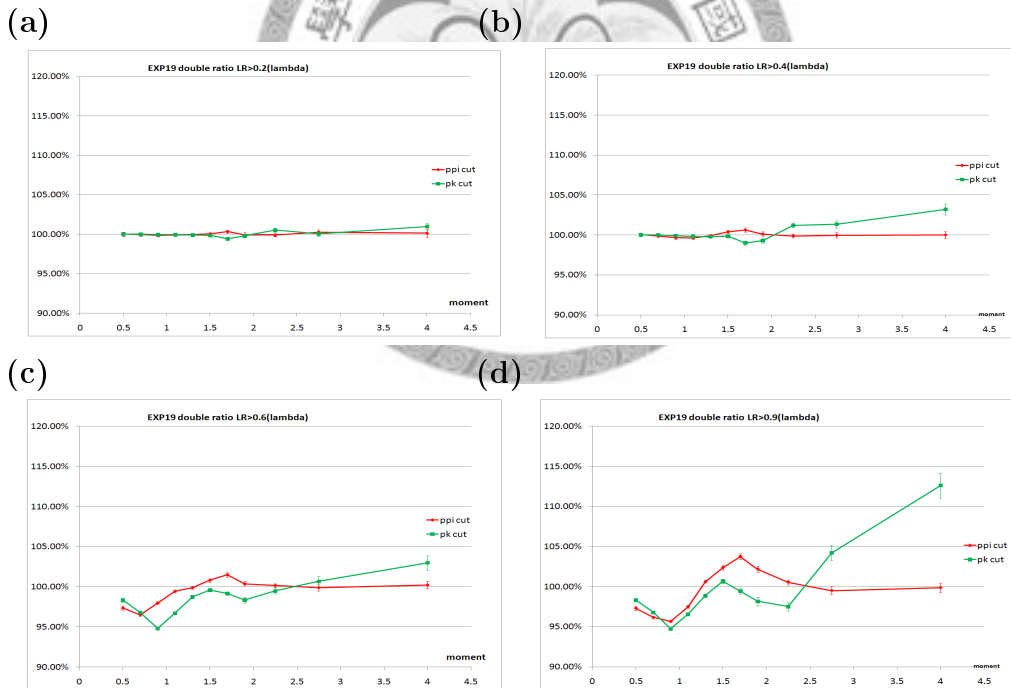 (a)
(b)
EXP19 double ratio LR>0.2(lambda)
120.00%
115.00%
110.00%
105.00%
100.00%
95.00%
90.00%
0 0.5 1 1.5 2 2.5 3 3.5 4 4.5
moment
ppi cut
pk cut
EXP19 double ratio LR>0.4(lambda)
120.00%
115.00%
110.00%
105.00%
100.00%
95.00%
90.00%
0 0.5 1 1.5 2 2.5 3 3.5 4 4.5
moment
ppi cut
pk cut
(c)
(d)
EXP19 double ratio LR>0.6(lambda)
120.00%
115.00%
110.00%
105.00%
100.00%
95.00%
90.00%
0 0.5 1 1.5 2 2.5 3 3.5 4 4.5
moment
ppi cut
pk cut
EXP19 double ratio LR>0.9(lambda)
120.00%
115.00%
110.00%
105.00%
100.00%
95.00%
90.00%
0 0.5 1 1.5 2 2.5 3 3.5 4 4.5
moment
ppi cut
pk cut